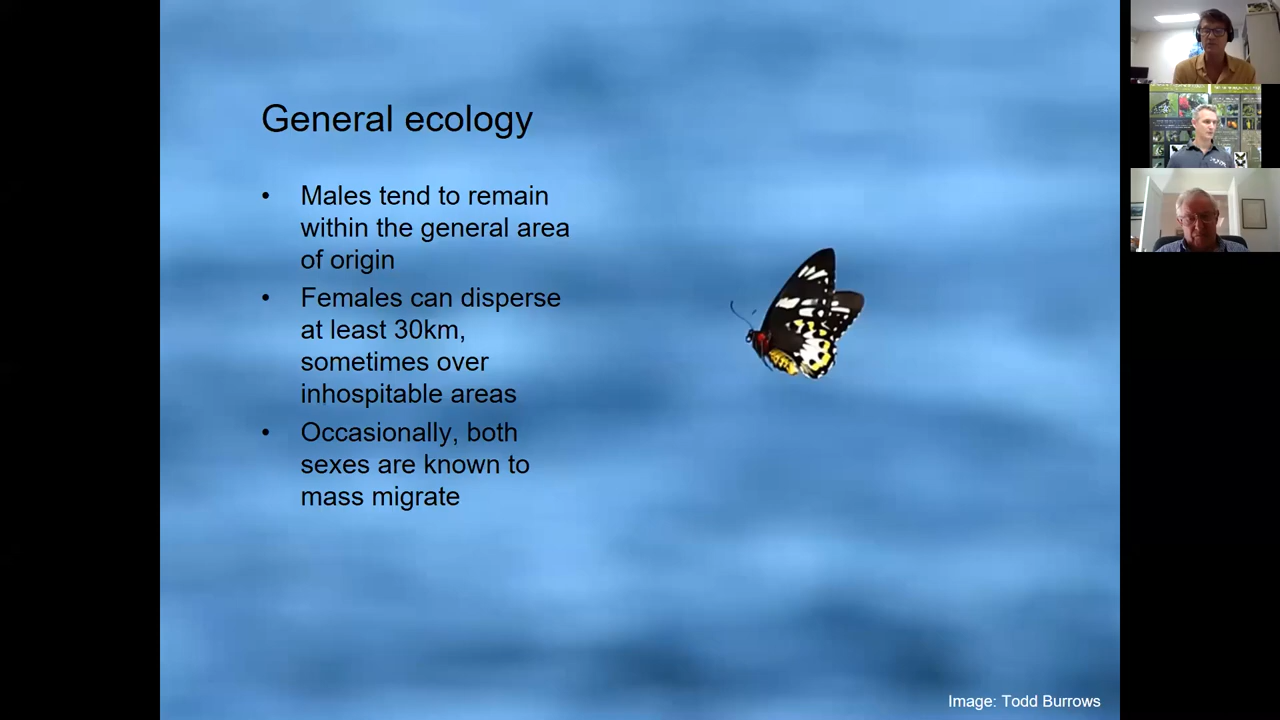 General ecology
• Males tend to remain
within the general area
of origin
• Females can disperse
at least 30km,
sometimes over
inhospitable areas
• Occasionally, both
sexes are known to
mass migrate
Image: Todd Burrows